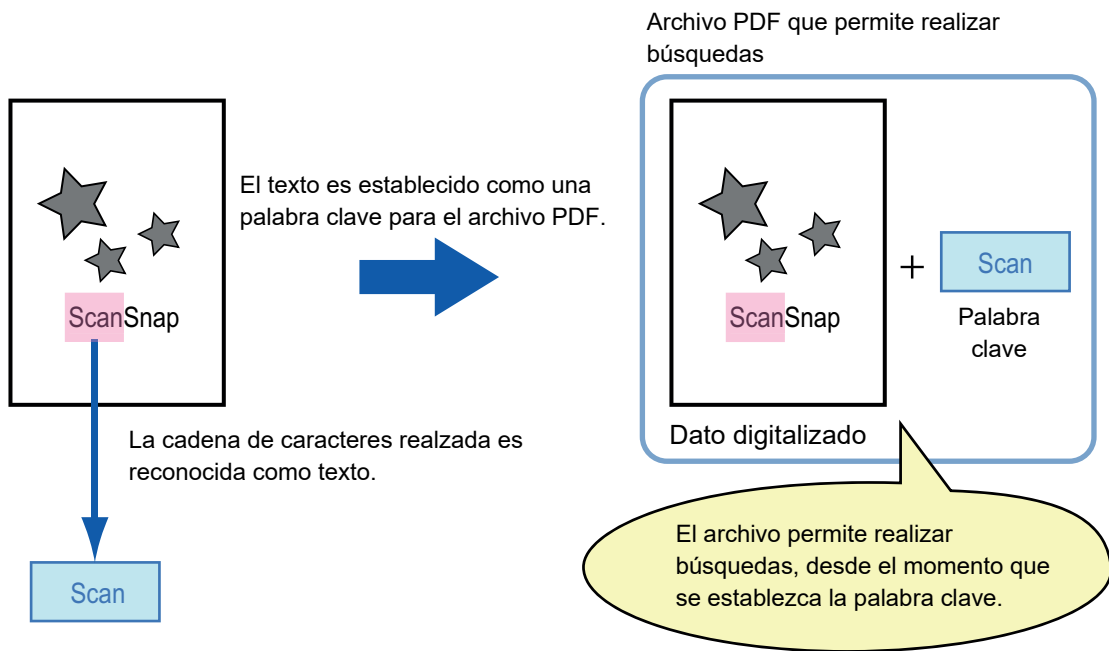 Archivo PDF que permite realizar
búsquedas
El texto es establecido como una
palabra clave para el archivo PDF.
ScanSnap
La cadena de caracteres realzada es
reconocida como texto.
Scan
ScanSnap
+
Scan
Palabra
clave
Dato digitalizado
El archivo permite realizar
búsquedas, desde el momento que
se establezca la palabra clave.